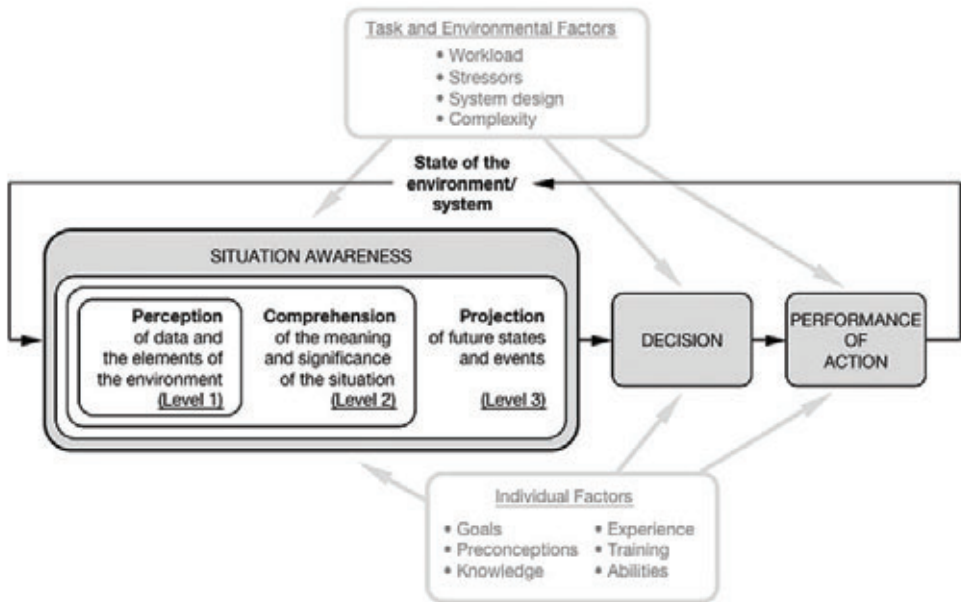 Task and Environmental Factors
• Workload
• Stressors
• System design
• Complexity
State of the
environment/
system
SITUATION AWARENESS
Perception
of data and
the elements of
the environment
(Level 1)
Comprehension
of the meaning
and significance
of the situation
(Level 2)
Projection
of future states
and events
(Level 3)
DECISION
PERFORMANCE
OF
ACTION
Individual Factors
• Goals
• Preconceptions
• Knowledge
• Experience
• Training
• Abilities